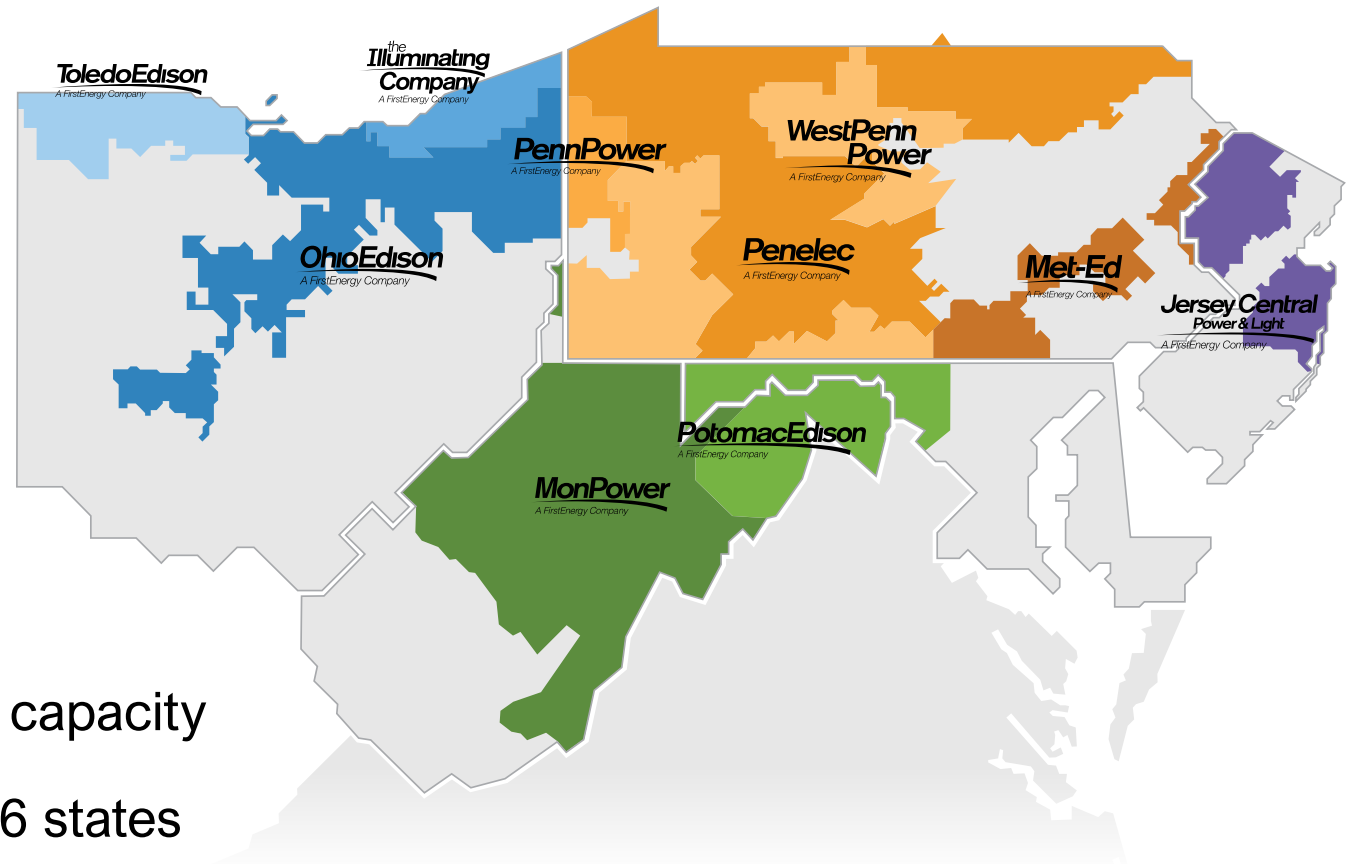 ToledoEdison
A FirstEnergy Company
the
Illuminating
Company
A FirstEnergy Company
PennPower
A FirstEnergy Company
WestPenn
Power
A FirstEnergy Company
OhioEdison
A FirstEnergy Company
Penelec
A FirstEnergy Company
Met-Ed
A FirstEnergy Company
Jersey Central
Power & Light
A FirstEnergy Company
PotomacEdison
A FirstEnergy Company
MonPower
A FirstEnergy Company
capacity
6 states